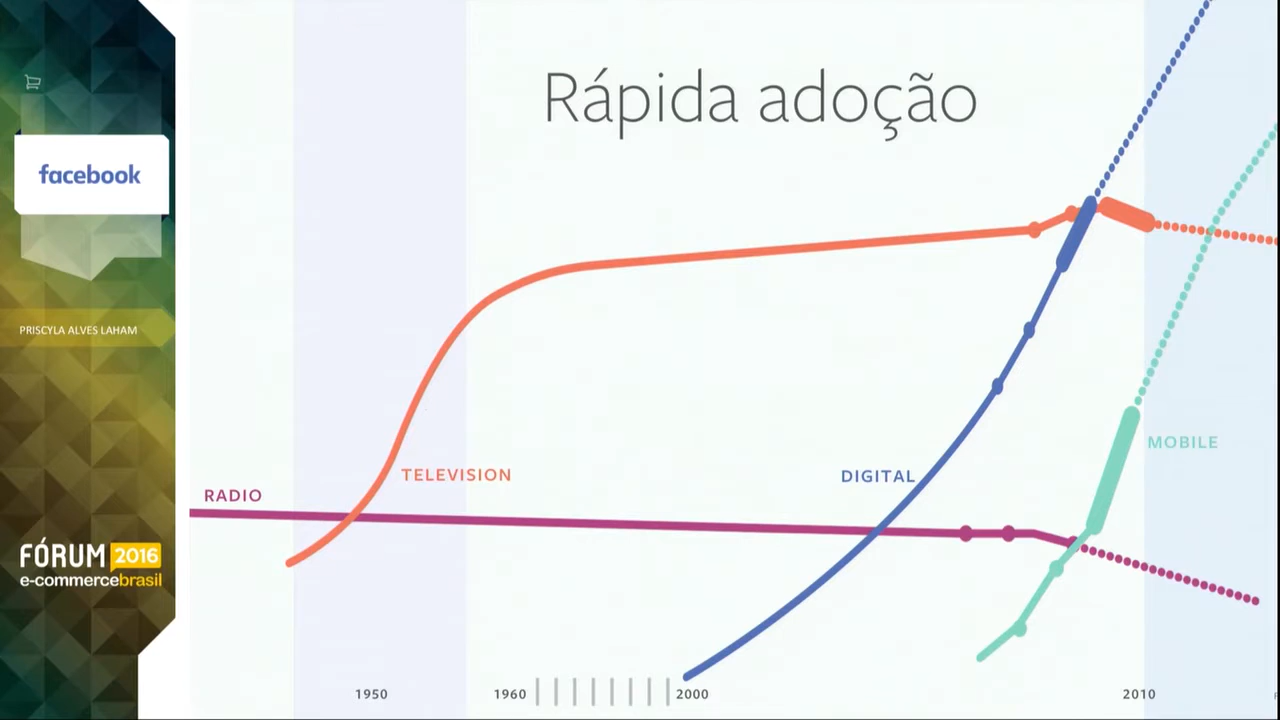 Rápida adoção
facebook
PRISCYLA ALVES LAHAM
TELEVISION
MOBILE
DIGITAL
RADIO
FÓRUM 2016
e-commercebrasil
1950
1960
2000
2010